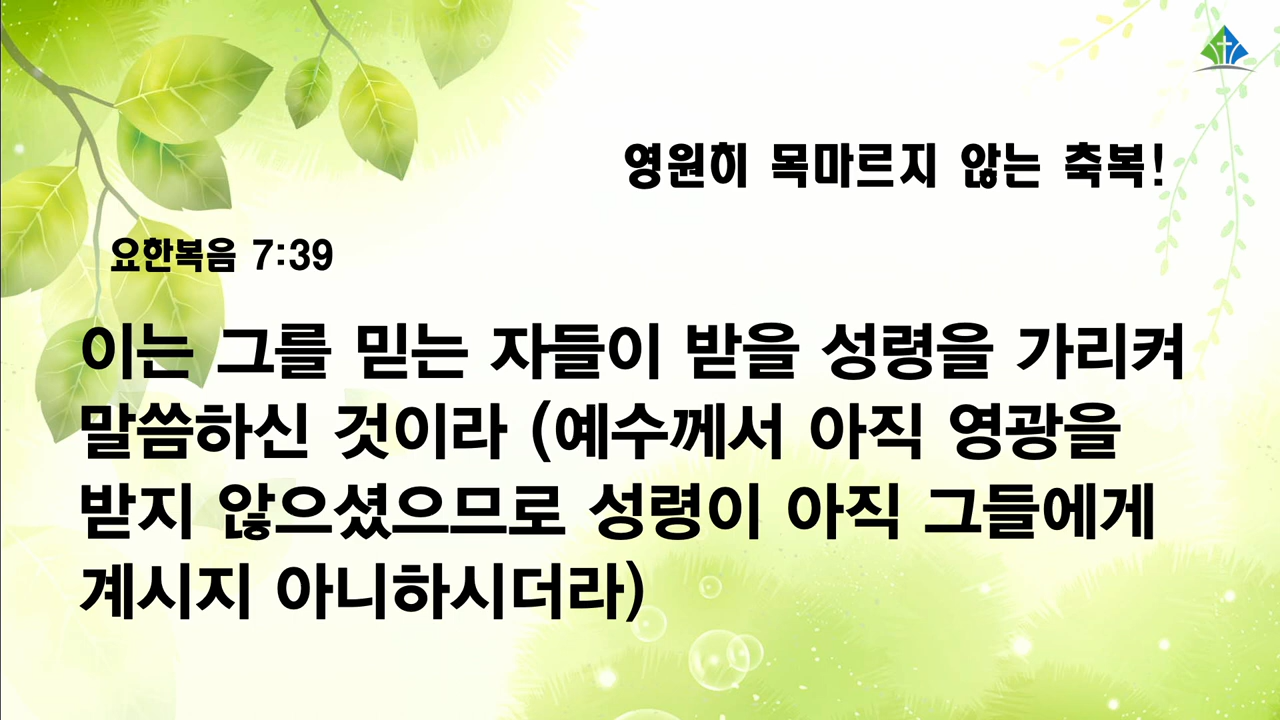 영원히 목마르지 않는 축복!
요한복음 7:39
이는 그를 믿는 자들이 받을 성령을 가리켜
말씀하신 것이라 (예수께서 아직 영광을
받지 않으셨으므로 성령이 아직 그들에게
계시지 아니하시더라)